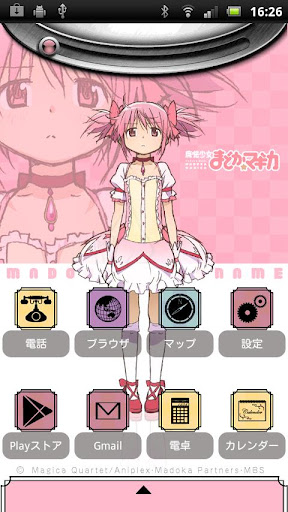 16:26
魔法少女
まどか☆マギカ
MADO NAME
電話
ブラウザ
マップ
設定
Playストア
Gmail
電卓
カレンダー
Calendar
© Magica Quartet/Aniplex·Madoka Partners·MBS